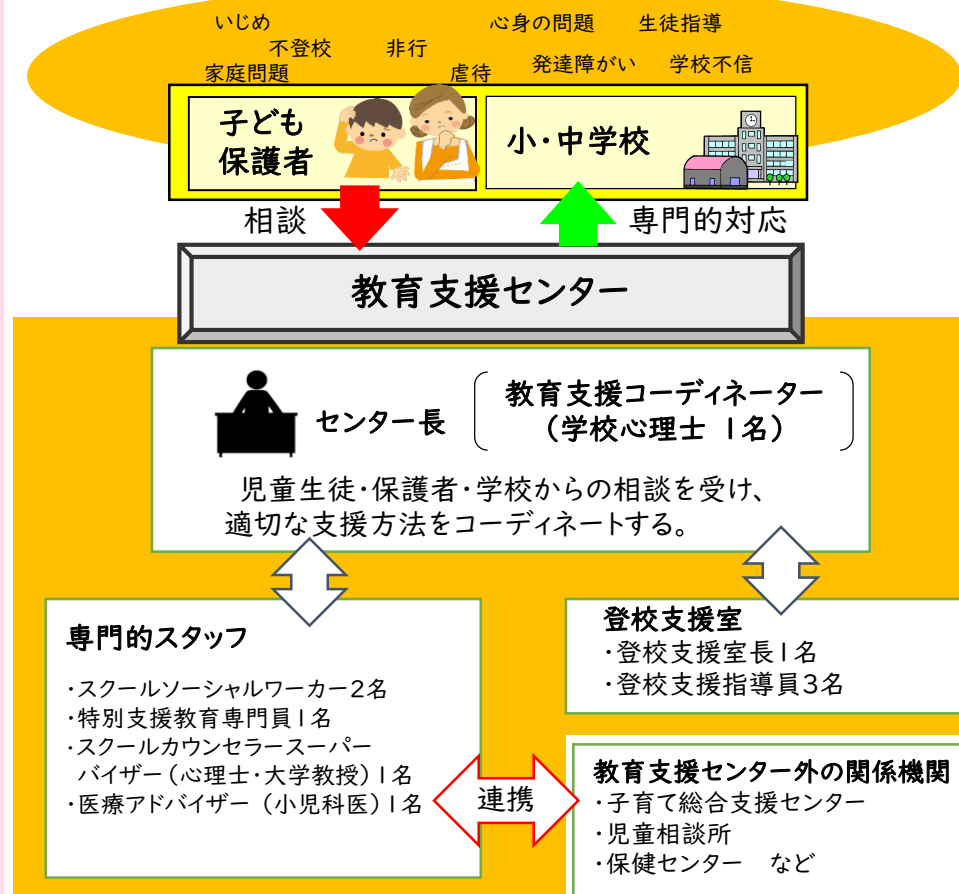 いじめ
心身の問題
生徒指導
不登校
非行
家庭問題
虐待
発達障がい
学校不信
子ども
保護者
小・中学校
相談
専門的対応
教育支援センター
センター長
教育支援コーディネーター
（学校心理士 1名）
児童生徒・保護者・学校からの相談を受け、
適切な支援方法をコーディネートする。
専門的スタッフ
・スクールソーシャルワーカー2名
・特別支援教育専門員1名
・スクールカウンセラースーパー
バイザー（心理士・大学教授）1名
・医療アドバイザー（小児科医）1名
登校支援室
・登校支援室長1名
・登校支援指導員3名
連携
教育支援センター外の関係機関
・子育て総合支援センター
・児童相談所
・保健センター　など